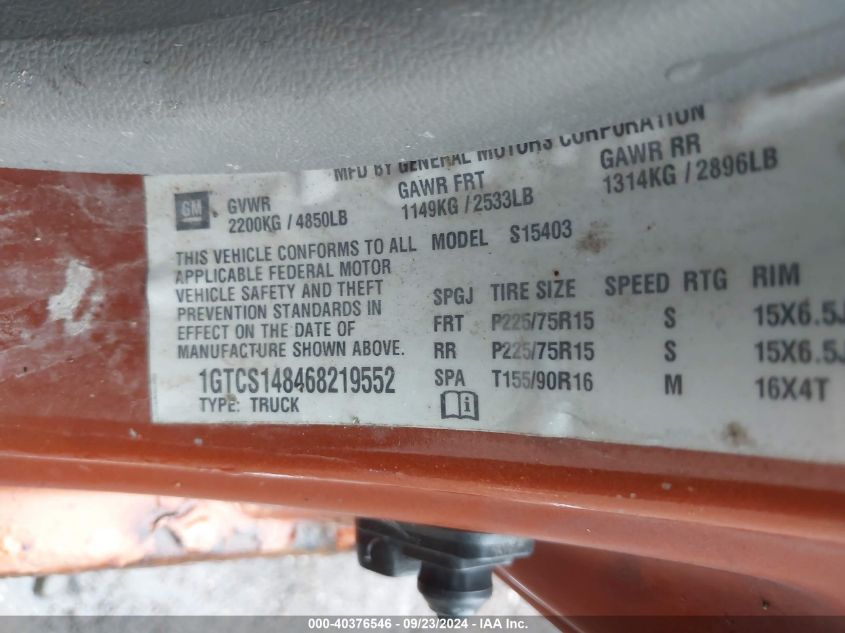 MFD BY GENERAL MOTORS CORPORATION
GM
GVWR GAWR FRT GAWR RR
2200KG / 4850LB 1149KG / 2533LB 1314KG / 2896LB
THIS VEHICLE CONFORMS TO ALL
APPLICABLE FEDERAL MOTOR
VEHICLE SAFETY AND THEFT
PREVENTION STANDARDS IN
EFFECT ON THE DATE OF
MANUFACTURE SHOWN ABOVE.
1GTCS148468219552
TYPE: TRUCK
MODEL S15403
SPGJ TIRE SIZE SPEED RTG RIM
FRT P225/75R15 S 15X6.5J
RR P225/75R15 S 15X6.5J
SPA T155/90R16 M 16X4T
000-40376546 - 09/23/2024 - IAA Inc.